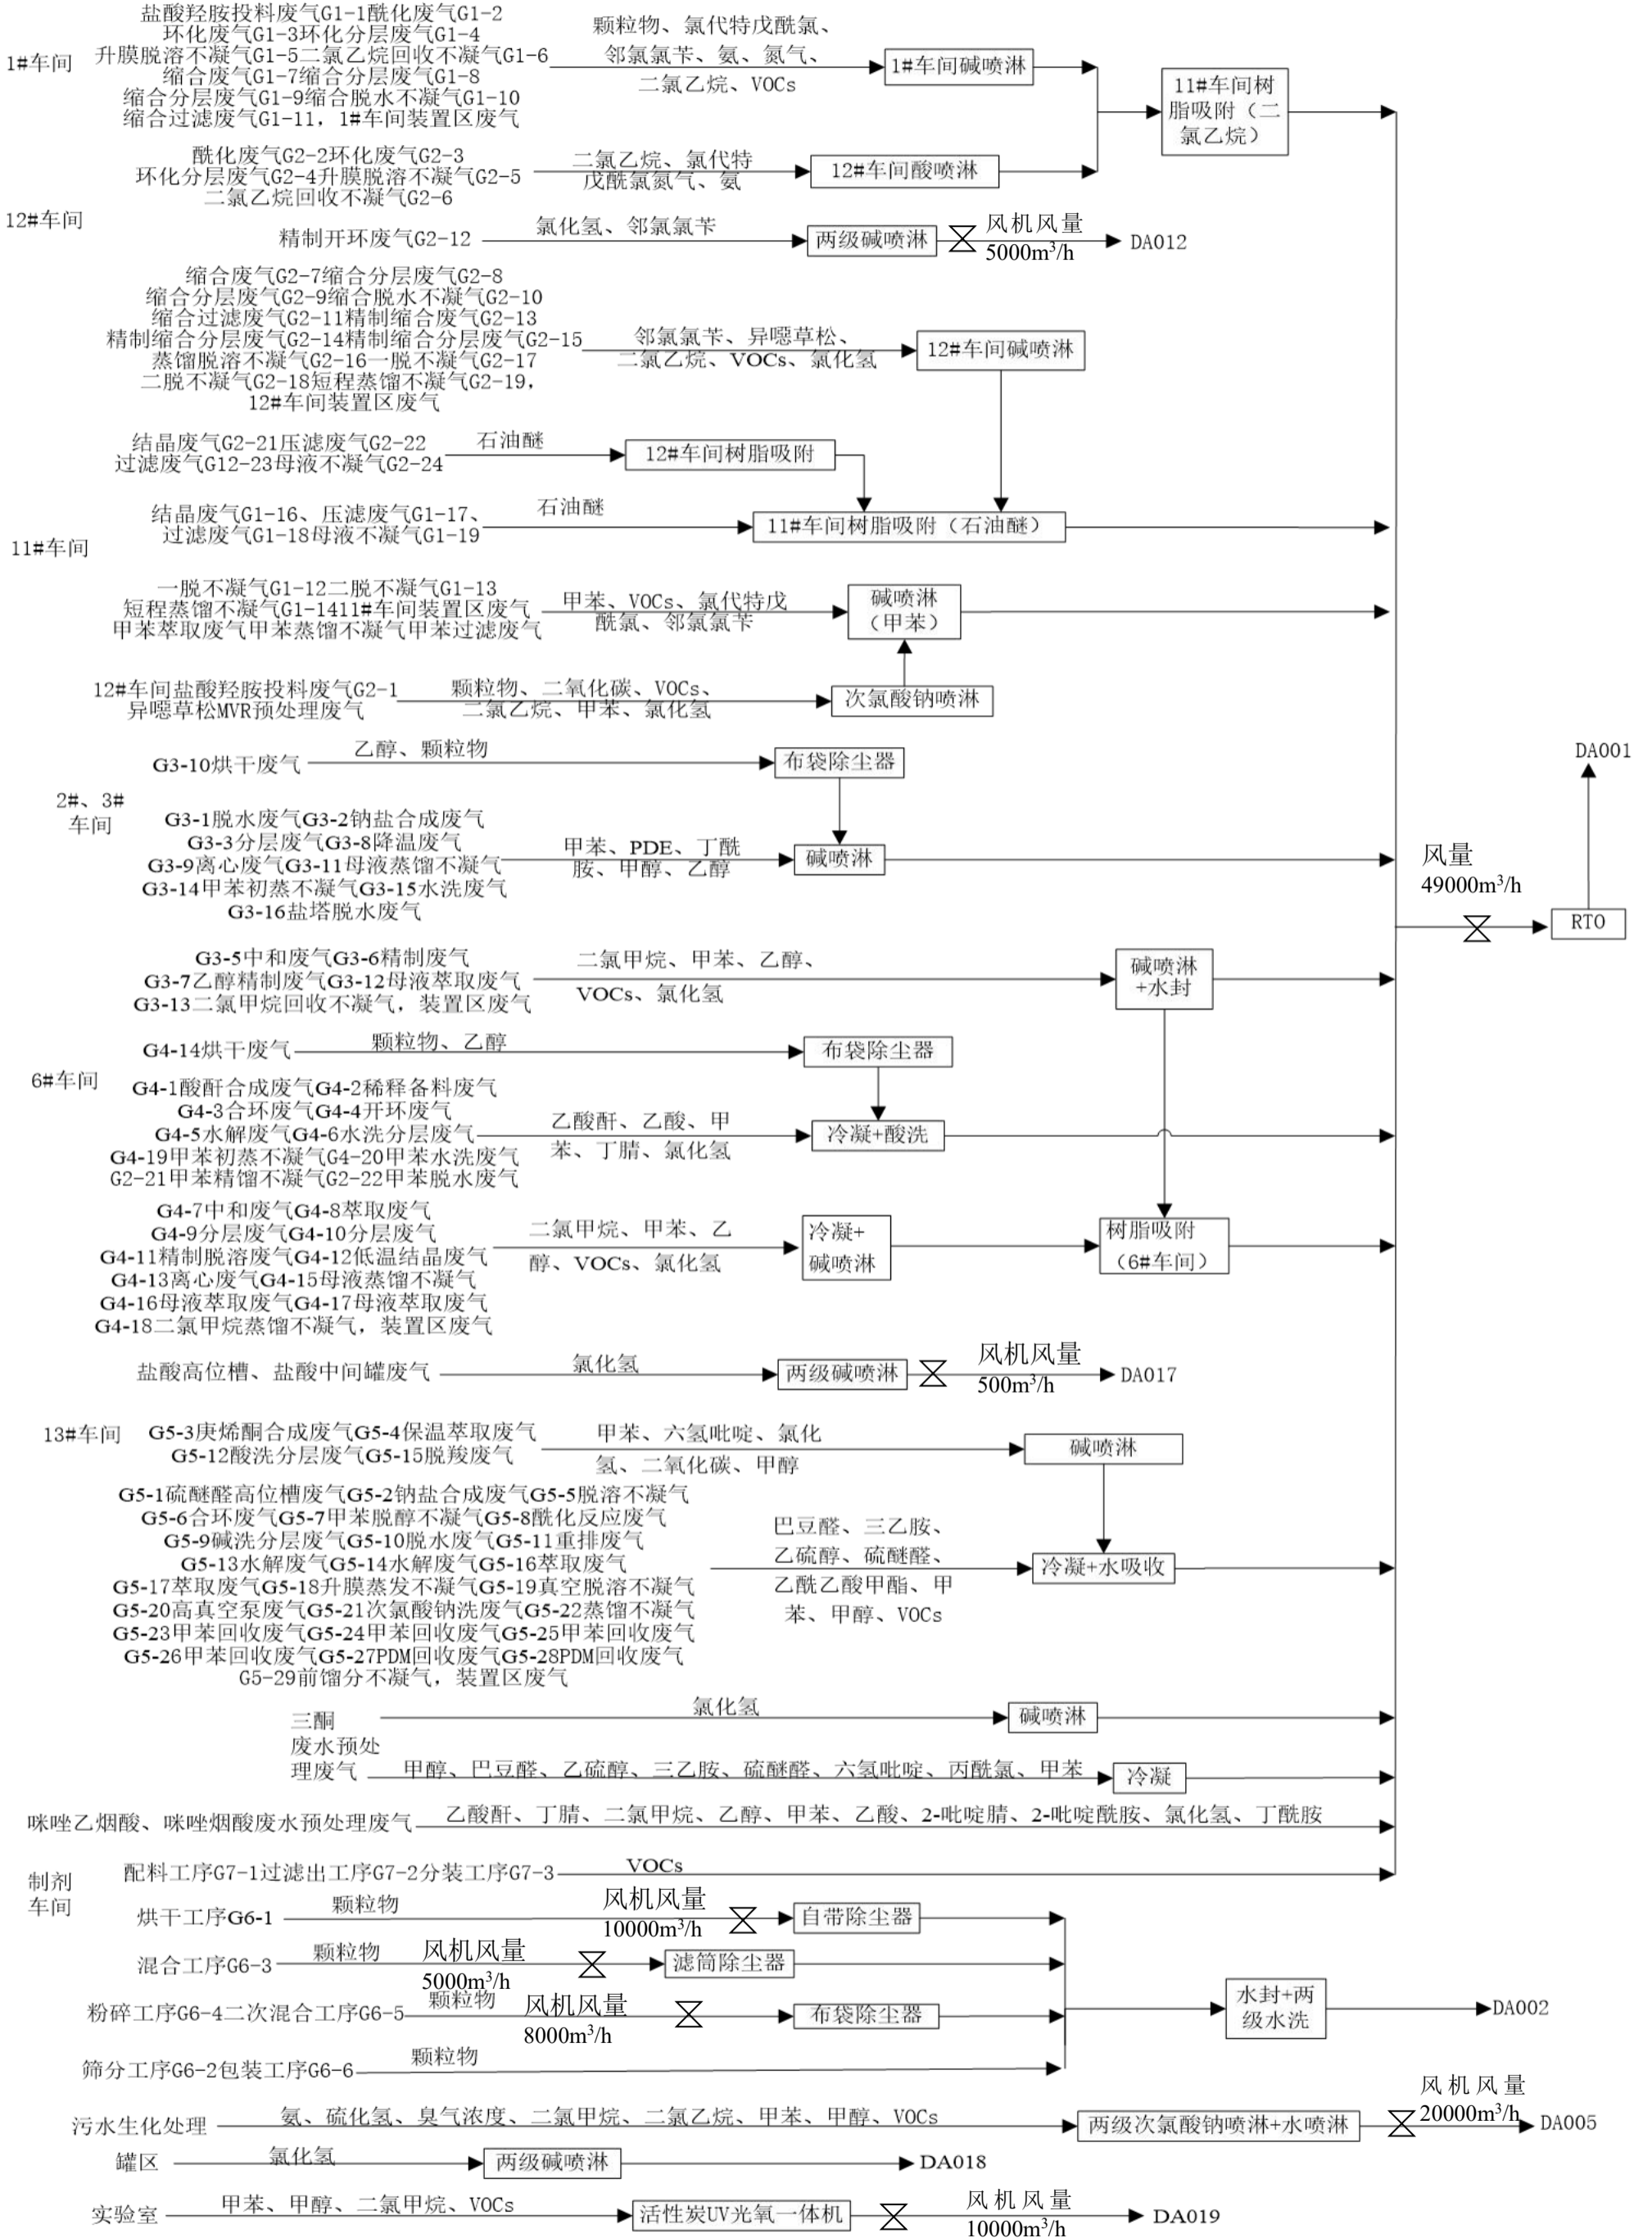 盐酸羟胺投料废气G1-1酰化废气G1-2
环化废气G1-3环化分层废气G1-4
升膜脱溶不凝气G1-5二氯乙烷回收不凝气G1-6
缩合废气G1-7缩合分层废气G1-8
缩合分层废气G1-9缩合脱水不凝气G1-10
缩合过滤废气G1-11，1#车间装置区废气
1#车间
颗粒物、氯代特戊酰氯、
邻氯氯苄、氨、氮气、
二氯乙烷、VOCs
1#车间碱喷淋
11#车间树
脂吸附（二
氯乙烷）
酰化废气G2-2环化废气G2-3
环化分层废气G2-4升膜脱溶不凝气G2-5
二氯乙烷回收不凝气G2-6
二氯乙烷、氯代特
戊酰氯氮气、氨
12#车间酸喷淋
12#车间
精制开环废气G2-12
氯化氢、邻氯氯苄
两级碱喷淋
风机风量
5000m³/h
DA012
缩合废气G2-7缩合分层废气G2-8
缩合分层废气G2-9缩合脱水不凝气G2-10
缩合过滤废气G2-11精制缩合废气G2-13
精制缩合分层废气G2-14精制缩合分层废气G2-15
蒸馏脱溶不凝气G2-16一脱不凝气G2-17
二脱不凝气G2-18短程蒸馏不凝气G2-19，
12#车间装置区废气
邻氯氯苄、异噁草松、
二氯乙烷、VOCs、氯化氢
12#车间碱喷淋
结晶废气G2-21压滤废气G2-22
过滤废气G12-23母液不凝气G2-24
石油醚
12#车间树脂吸附
结晶废气G1-16、压滤废气G1-17、
过滤废气G1-18母液不凝气G1-19
石油醚
11#车间树脂吸附（石油醚）
11#车间
一脱不凝气G1-12二脱不凝气G1-13
短程蒸馏不凝气G1-1411#车间装置区废气
甲苯萃取废气甲苯蒸馏不凝气甲苯过滤废气
甲苯、VOCs、氯代特戊
酰氯、邻氯氯苄
碱喷淋
（甲苯）
12#车间盐酸羟胺投料废气G2-1
异噁草松MVR预处理废气
颗粒物、二氧化碳、VOCs、
二氯乙烷、甲苯、氯化氢
次氯酸钠喷淋
G3-10烘干废气
乙醇、颗粒物
布袋除尘器
DA001
2#、3#
车间
G3-1脱水废气G3-2钠盐合成废气
G3-3分层废气G3-8降温废气
G3-9离心废气G3-11母液蒸馏不凝气
G3-14甲苯初蒸不凝气G3-15水洗废气
G3-16盐塔脱水废气
甲苯、PDE、丁酰
胺、甲醇、乙醇
碱喷淋
风量
49000m³/h
RTO
G3-5中和废气G3-6精制废气
G3-7乙醇精制废气G3-12母液萃取废气
G3-13二氯甲烷回收不凝气，装置区废气
二氯甲烷、甲苯、乙醇、
VOCs、氯化氢
碱喷淋
+水封
G4-14烘干废气
颗粒物、乙醇
布袋除尘器
6#车间
G4-1酸酐合成废气G4-2稀释备料废气
G4-3合环废气G4-4开环废气
G4-5水解废气G4-6水洗分层废气
G4-19甲苯初蒸不凝气G4-20甲苯水洗废气
G2-21甲苯精馏不凝气G2-22甲苯脱水废气
乙酸酐、乙酸、甲
苯、丁腈、氯化氢
冷凝+酸洗
G4-7中和废气G4-8萃取废气
G4-9分层废气G4-10分层废气
G4-11精制脱溶废气G4-12低温结晶废气
G4-13离心废气G4-15母液蒸馏不凝气
G4-16母液萃取废气G4-17母液萃取废气
G4-18二氯甲烷蒸馏不凝气，装置区废气
二氯甲烷、甲苯、乙
醇、VOCs、氯化氢
冷凝+
碱喷淋
树脂吸附
（6#车间）
盐酸高位槽、盐酸中间罐废气
氯化氢
两级碱喷淋
风机风量
500m³/h
DA017
13#车间
G5-3庚烯酮合成废气G5-4保温萃取废气
G5-12酸洗分层废气G5-15脱羧废气
甲苯、六氢吡啶、氯化
氢、二氧化碳、甲醇
碱喷淋
G5-1硫醚醛高位槽废气G5-2钠盐合成废气G5-5脱溶不凝气
G5-6合环废气G5-7甲苯脱醇不凝气G5-8酰化反应废气
G5-9碱洗分层废气G5-10脱水废气G5-11重排废气
G5-13水解废气G5-14水解废气G5-16萃取废气
G5-17萃取废气G5-18升膜蒸发不凝气G5-19真空脱溶不凝气
G5-20高真空泵废气G5-21次氯酸钠洗废气G5-22蒸馏不凝气
G5-23甲苯回收废气G5-24甲苯回收废气G5-25甲苯回收废气
G5-26甲苯回收废气G5-27PDM回收废气G5-28PDM回收废气
G5-29前馏分不凝气，装置区废气
巴豆醛、三乙胺、
乙硫醇、硫醚醛、
乙酰乙酸甲酯、甲
苯、甲醇、VOCs
冷凝+水吸收
三酮
废水预处
理废气
氯化氢
碱喷淋
甲醇、巴豆醛、乙硫醇、三乙胺、硫醚醛、六氢吡啶、丙酰氯、甲苯
冷凝
咪唑乙烟酸、咪唑烟酸废水预处理废气
乙酸酐、丁腈、二氯甲烷、乙醇、甲苯、乙酸、2-吡啶腈、2-吡啶酰胺、氯化氢、丁酰胺
制剂
车间
配料工序G7-1过滤出工序G7-2分装工序G7-3
VOCs
烘干工序G6-1
颗粒物
风机风量
10000m³/h
自带除尘器
混合工序G6-3
颗粒物
风机风量
5000m³/h
滤筒除尘器
粉碎工序G6-4二次混合工序G6-5
颗粒物
风机风量
8000m³/h
布袋除尘器
水封+两
级水洗
DA002
筛分工序G6-2包装工序G6-6
颗粒物
污水生化处理
氨、硫化氢、臭气浓度、二氯甲烷、二氯乙烷、甲苯、甲醇、VOCs
两级次氯酸钠喷淋+水喷淋
风机风量
20000m³/h
DA005
罐区
氯化氢
两级碱喷淋
DA018
实验室
甲苯、甲醇、二氯甲烷、VOCs
活性炭UV光氧一体机
风机风量
10000m³/h
DA019